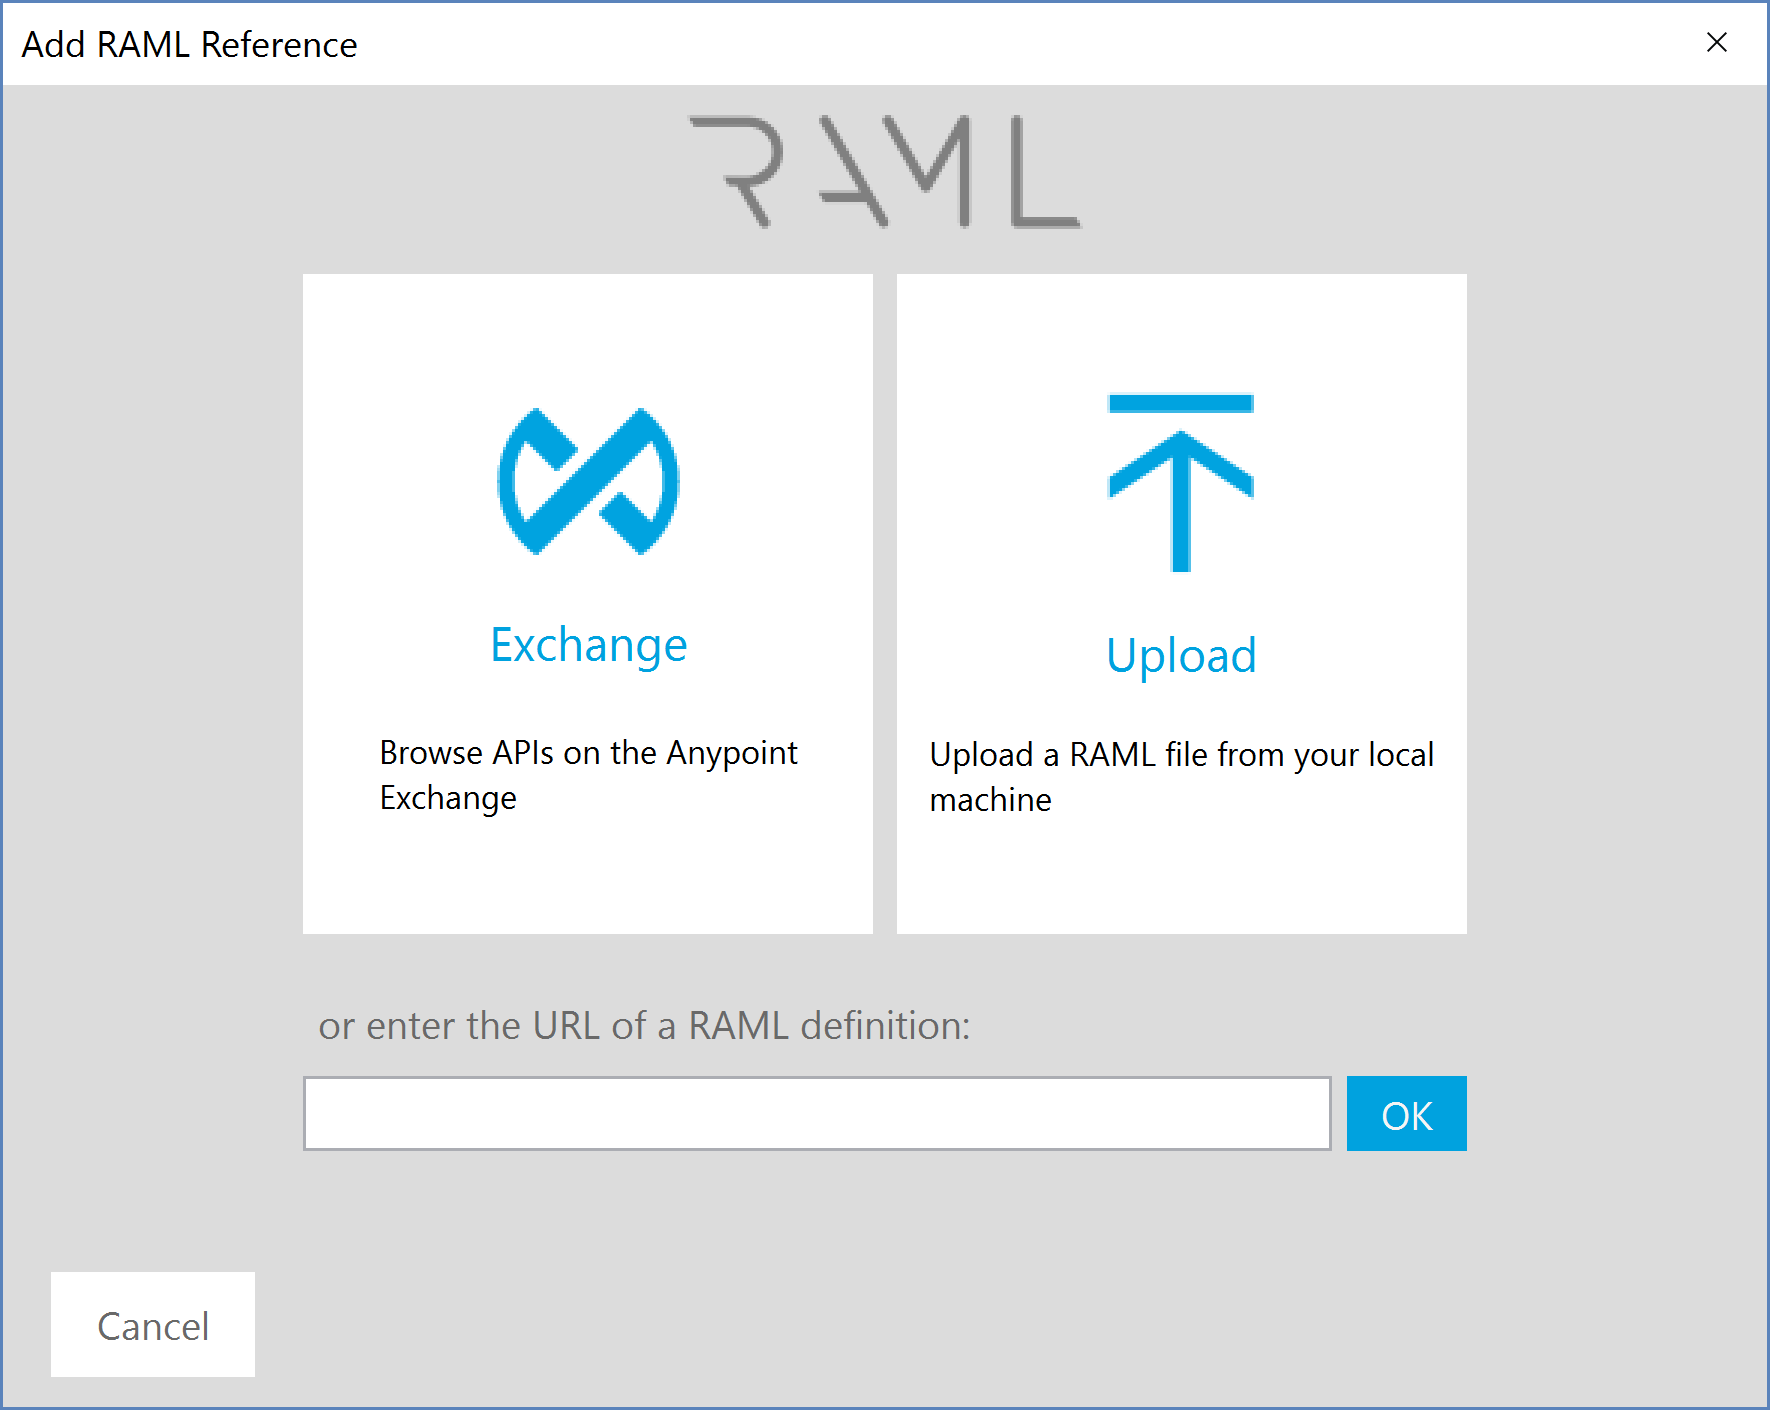 Add RAML Reference
RAML
Exchange
Browse APIs on the Anypoint
Exchange
Upload
Upload a RAML file from your local
machine
or enter the URL of a RAML definition:
OK
Cancel